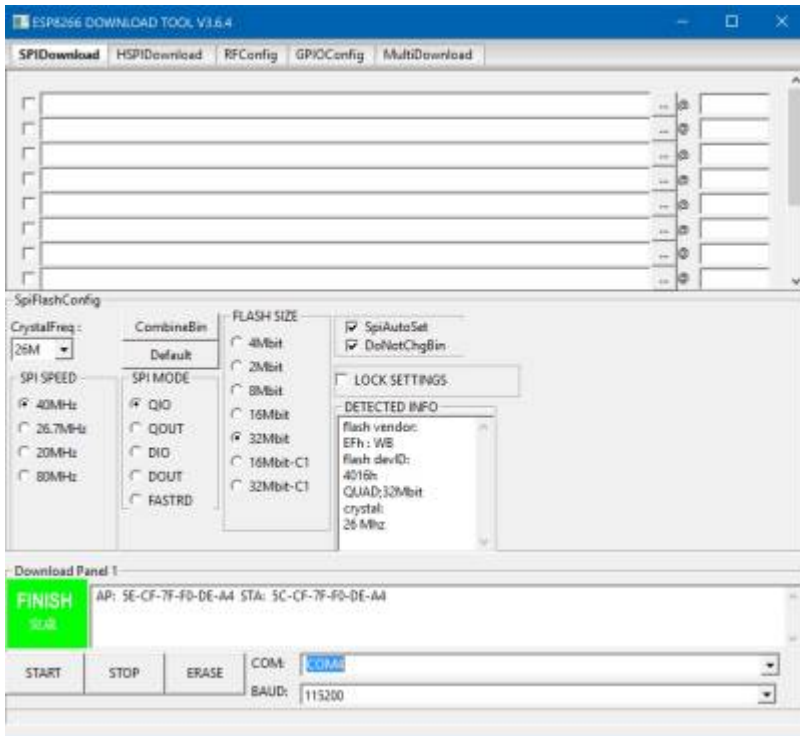 ESP8266 DOWNLOAD TOOL V3.6.4
SPIDownload HSPIDownload RFConfig GPIOConfig MultiDownload
.. @
.. @
.. @
.. @
.. @
.. @
.. @
.. @
SpiFlashConfig
CrystalFreq :
26M
CombineBin
Default
SPI SPEED
40MHz
26.7MHz
20MHz
80MHz
SPI MODE
QIO
QOUT
DIO
DOUT
FASTRD
FLASH SIZE
4Mbit
2Mbit
8Mbit
16Mbit
32Mbit
16Mbit-C1
32Mbit-C1
SpiAutoSet
DoNotChgBin
LOCK SETTINGS
DETECTED INFO
flash vendor:
EFh : WB
flash devID:
4016h
QUAD;32Mbit
crystal:
26 Mhz
Download Panel 1
FINISH
完成
AP: 5E-CF-7F-F0-DE-A4 STA: 5C-CF-7F-F0-DE-A4
START STOP ERASE
COM: COM4
BAUD: 115200